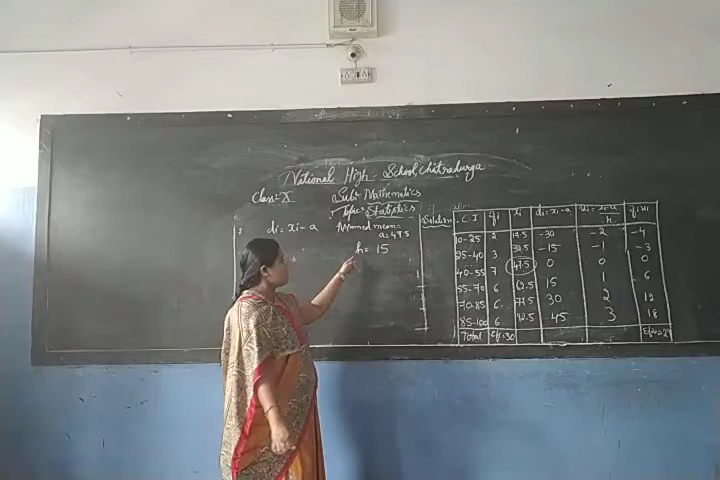 National High School, chitradurga
Class:- X Sub:- Mathematics
Topic:- Statistics
di = xi - a Assumed mean =
a = 47.5
h = 15
Solution
C.I fi xi di = xi - a ui = xi - a / h fiui
10-25 2 17.5 -30 -2 -4
25-40 3 32.5 -15 -1 -3
40-55 7 47.5 0 0 0
55-70 6 62.5 15 1 6
70-85 6 77.5 30 2 12
85-100 6 92.5 45 3 18
Total Σfi = 30 Σfiui = 29